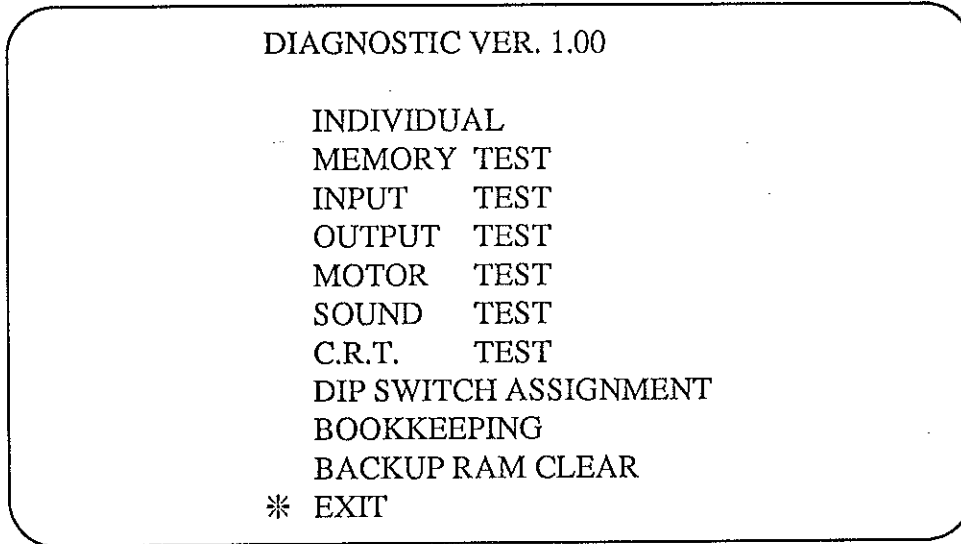 DIAGNOSTIC VER. 1.00
INDIVIDUAL
MEMORY TEST
INPUT TEST
OUTPUT TEST
MOTOR TEST
SOUND TEST
C.R.T. TEST
DIP SWITCH ASSIGNMENT
BOOKKEEPING
BACKUP RAM CLEAR
※ EXIT